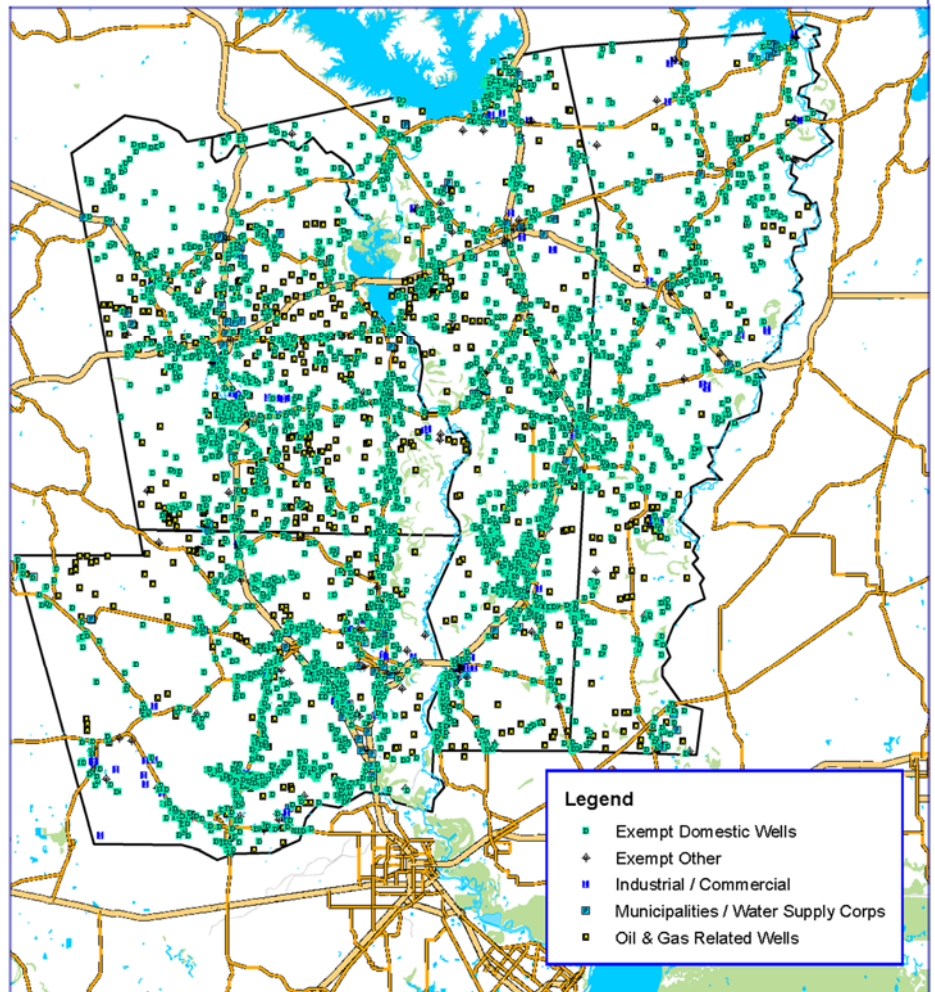 Legend
Exempt Domestic Wells
Exempt Other
Industrial / Commercial
Municipalities / Water Supply Corps
Oil & Gas Related Wells